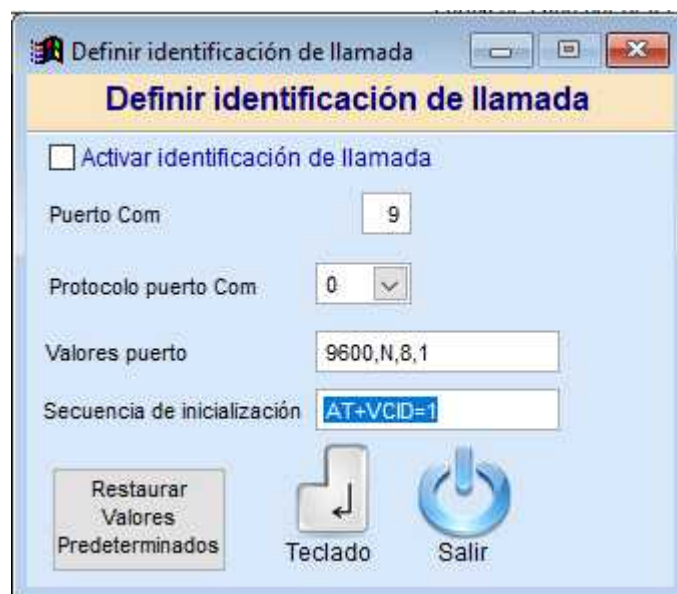 Definir identificación de llamada
Definir identificación de llamada
Activar identificación de llamada
Puerto Com 9
Protocolo puerto Com 0
Valores puerto 9600,N,8,1
Secuencia de inicialización AT+VCID=1
Restaurar
Valores
Predeterminados
Teclado
Salir